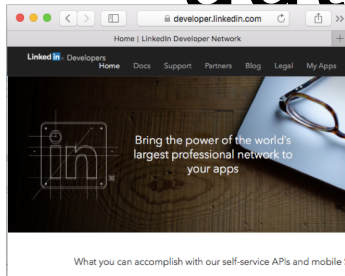 developer.linkedin.com
Home | LinkedIn Developer Network
Linked in Developers
Home Docs Support Partners Blog Legal My Apps
in
Bring the power of the world's
largest professional network to
your apps
What you can accomplish with our self-service APIs and mobile